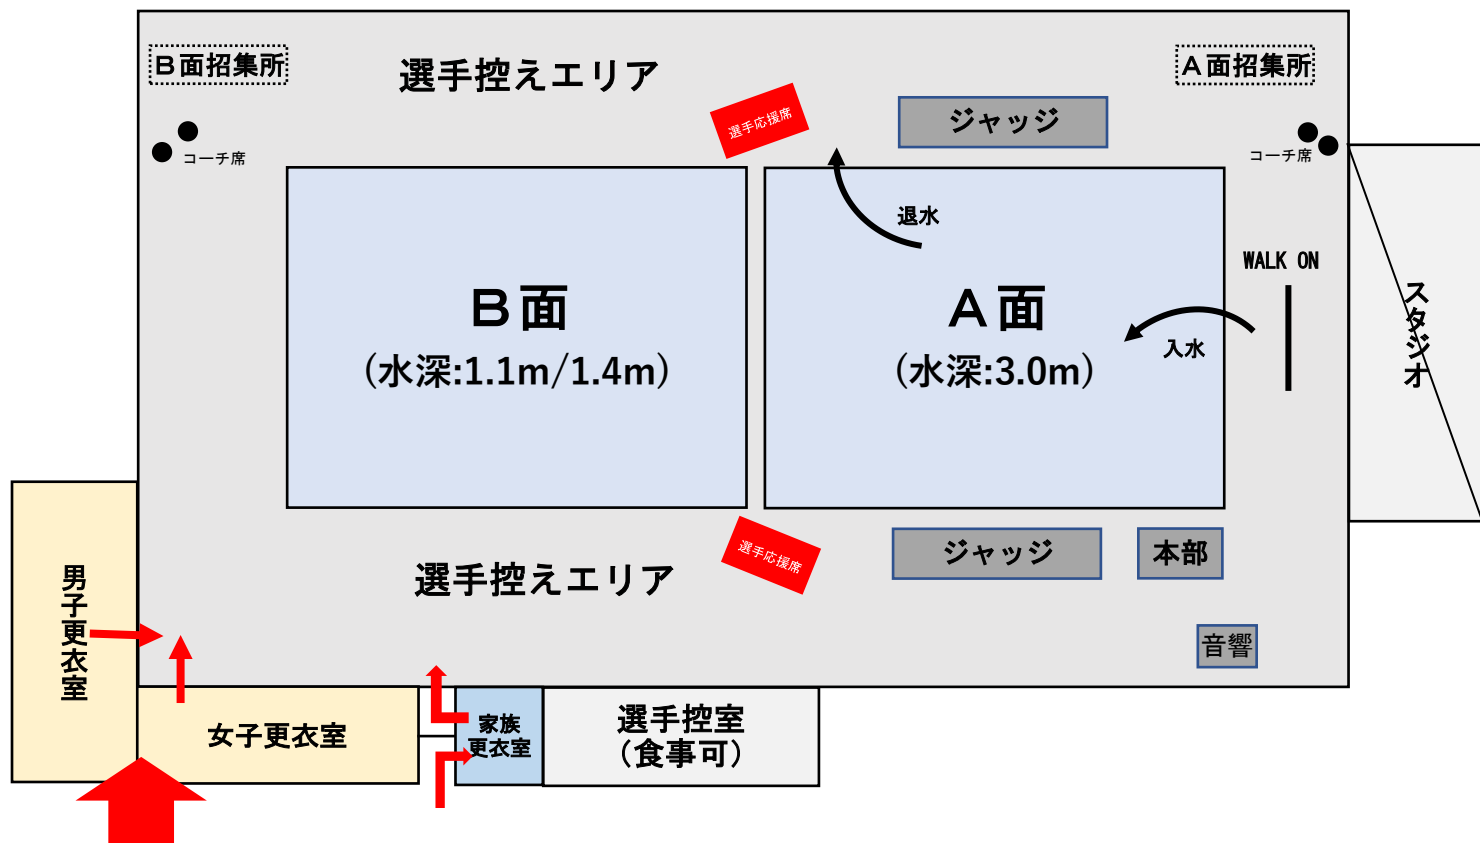 Ｂ面招集所
選手控えエリア
Ａ面招集所
選手応援席
ジャッジ
コーチ席
コーチ席
退水
WALK ON
Ｂ面
(水深:1.1m/1.4m)
Ａ面
(水深:3.0m)
入水
スタジオ
選手応援席
ジャッジ
本部
選手控えエリア
男子更衣室
音響
女子更衣室
家族
更衣室
選手控室
（食事可）